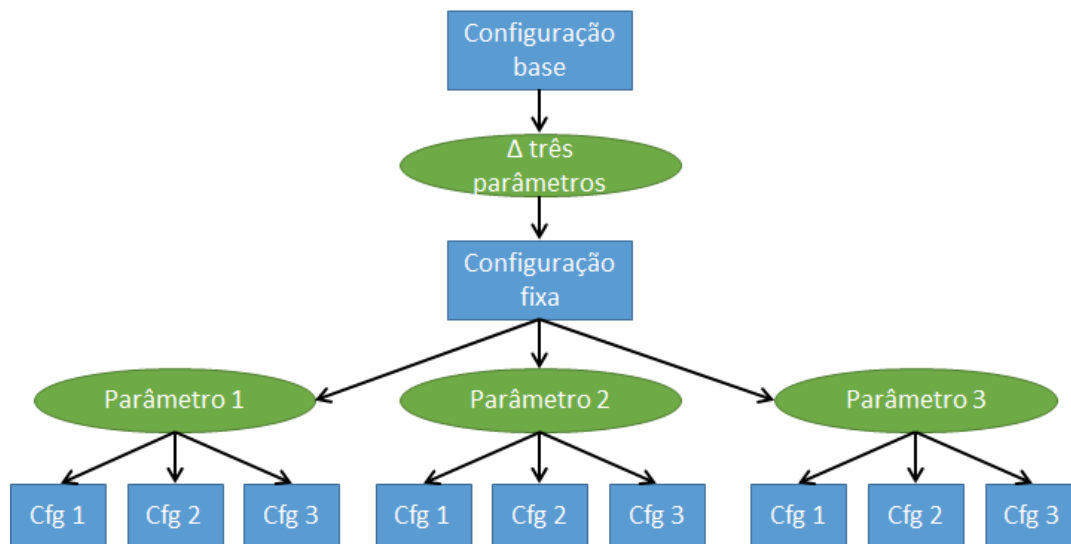 Configuração
base
Δ três
parâmetros
Configuração
fixa
Parâmetro 1
Parâmetro 2
Parâmetro 3
Cfg 1
Cfg 2
Cfg 3
Cfg 1
Cfg 2
Cfg 3
Cfg 1
Cfg 2
Cfg 3